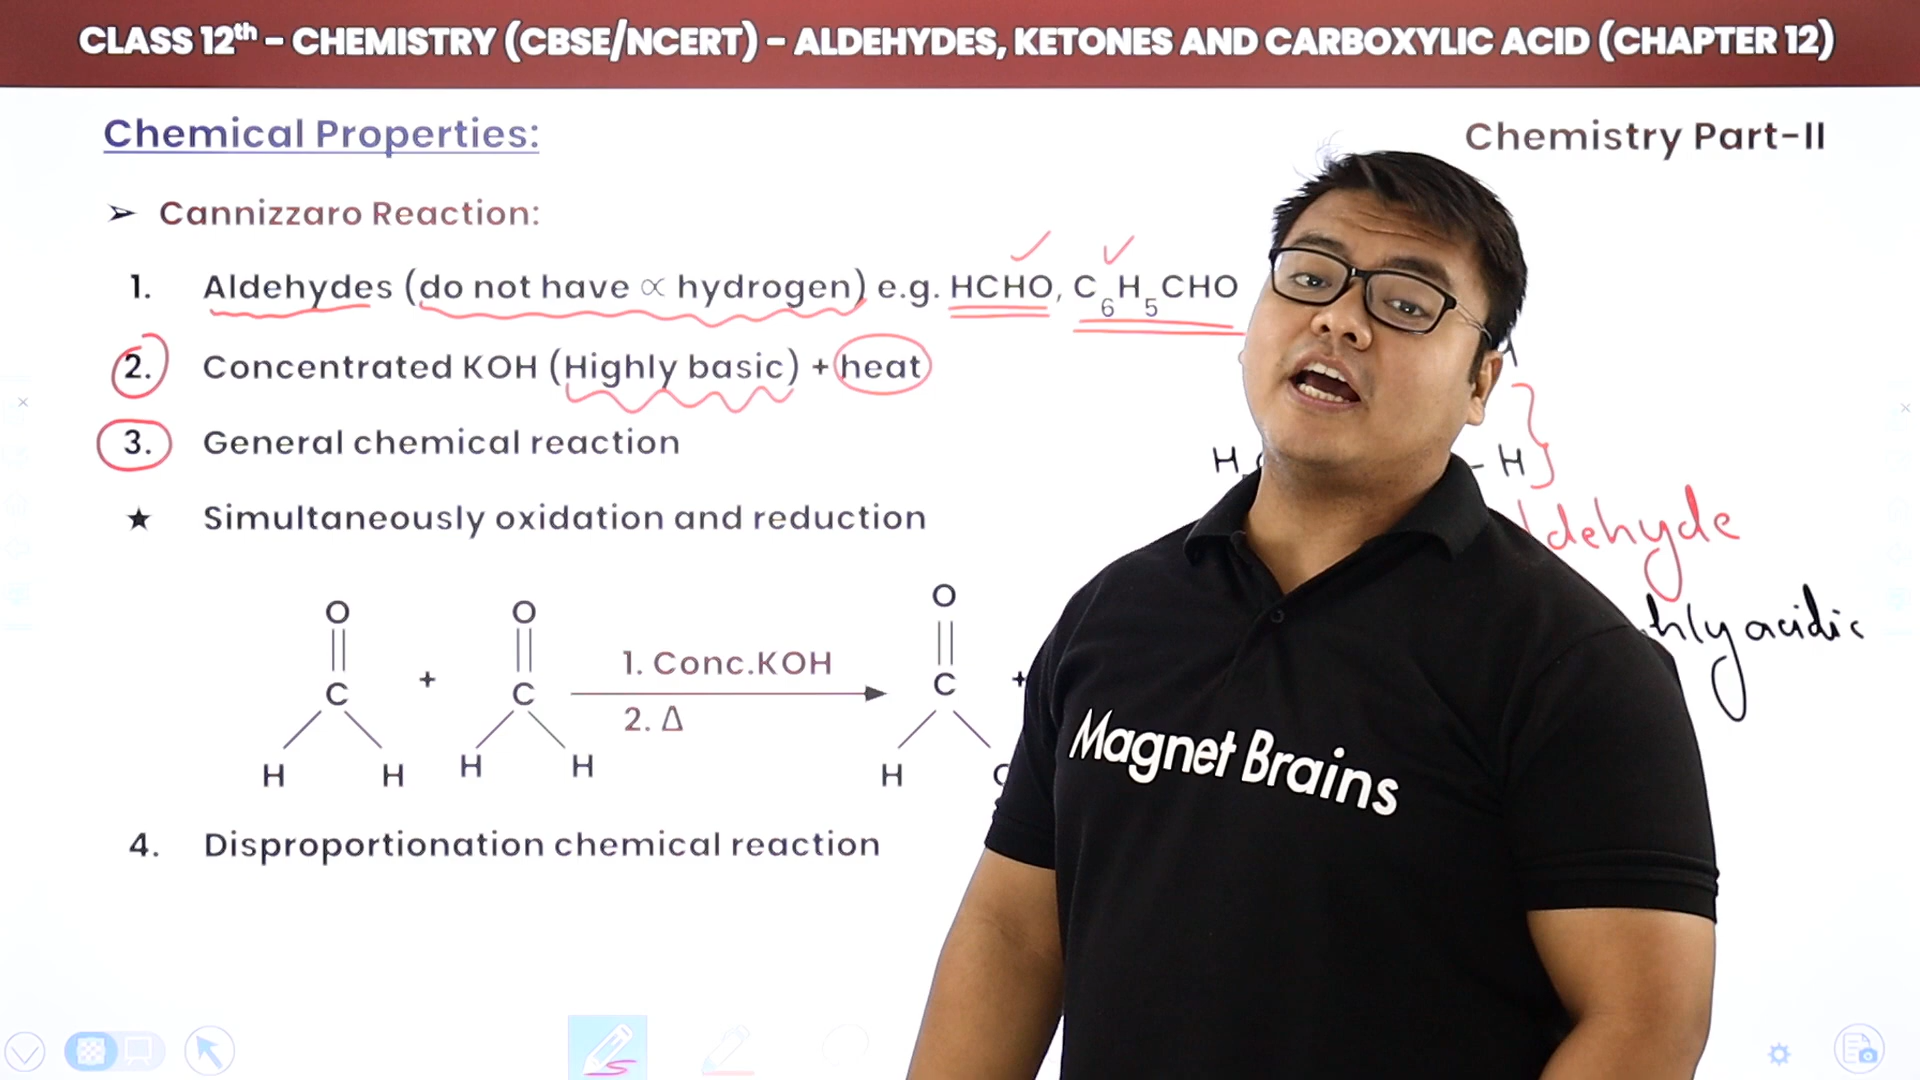 CLASS 12th – CHEMISTRY (CBSE/NCERT) – ALDEHYDES, KETONES AND CARBOXYLIC ACID (CHAPTER 12)
Chemical Properties:
Chemistry Part-II
➢ Cannizzaro Reaction:
1. Aldehydes (do not have ∝ hydrogen) e.g. HCHO, C6H5CHO
2. Concentrated KOH (Highly basic) + heat
3. General chemical reaction
H - H
★ Simultaneously oxidation and reduction
dehyde
hly acidic
O O O
C + C 1. Conc.KOH C +
2. Δ
H H H H H
4. Disproportionation chemical reaction
Magnet Brains